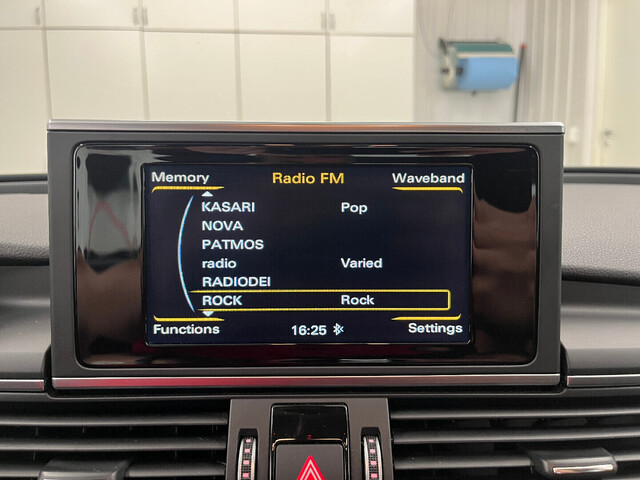 Memory Radio FM Waveband
KASARI Pop
NOVA
PATMOS
radio Varied
RADIODEI
ROCK Rock
Functions 16:25 Settings